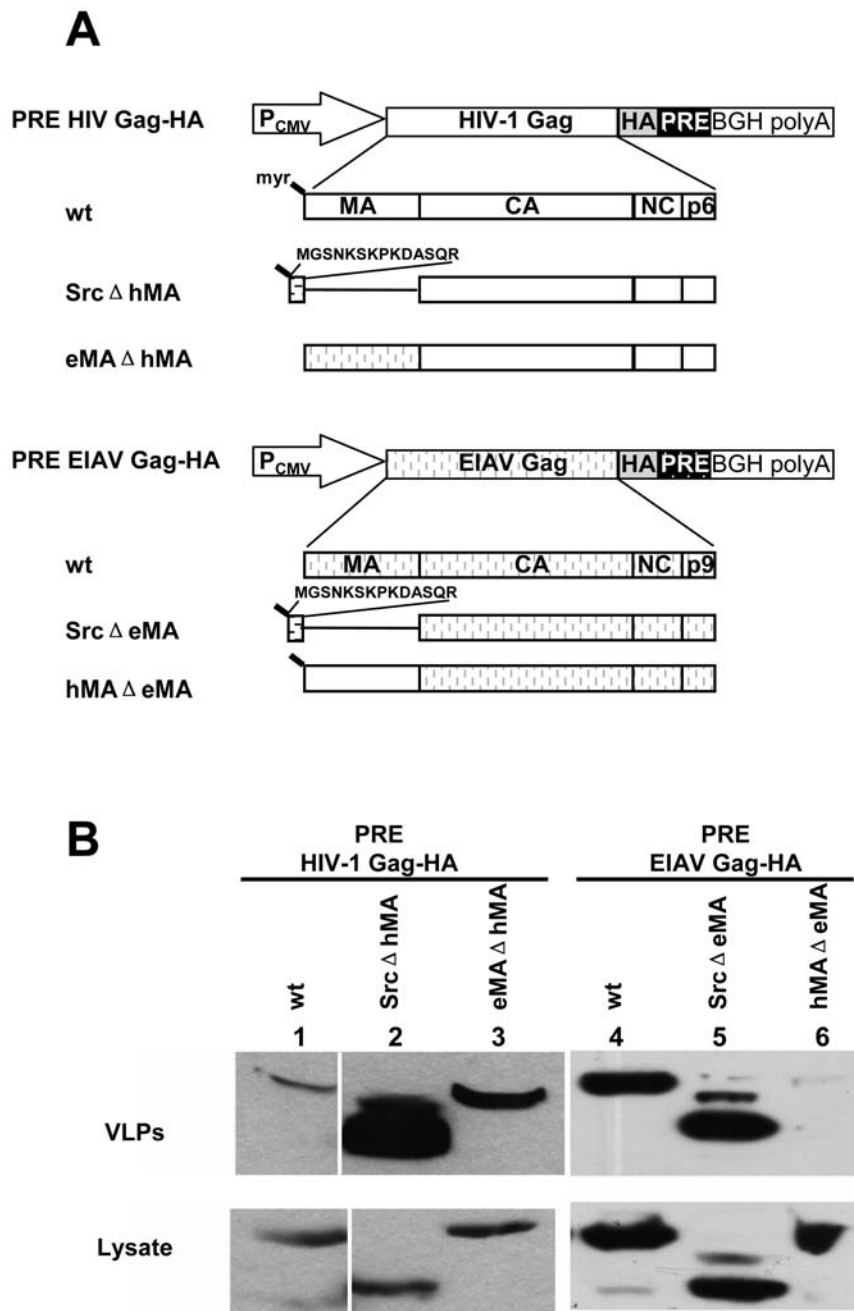 A
PRE HIV Gag-HA
P_CMV HIV-1 Gag HA PRE BGH polyA
myr
wt
MA CA NC p6
MGSNKSKPKDASQR
Src Δ hMA
eMA Δ hMA
PRE EIAV Gag-HA
P_CMV EIAV Gag HA PRE BGH polyA
wt
MA CA NC p9
MGSNKSKPKDASQR
Src Δ eMA
hMA Δ eMA
B
PRE
HIV-1 Gag-HA
PRE
EIAV Gag-HA
wt
Src Δ hMA
eMA Δ hMA
wt
Src Δ eMA
hMA Δ eMA
1 2 3 4 5 6
VLPs
Lysate